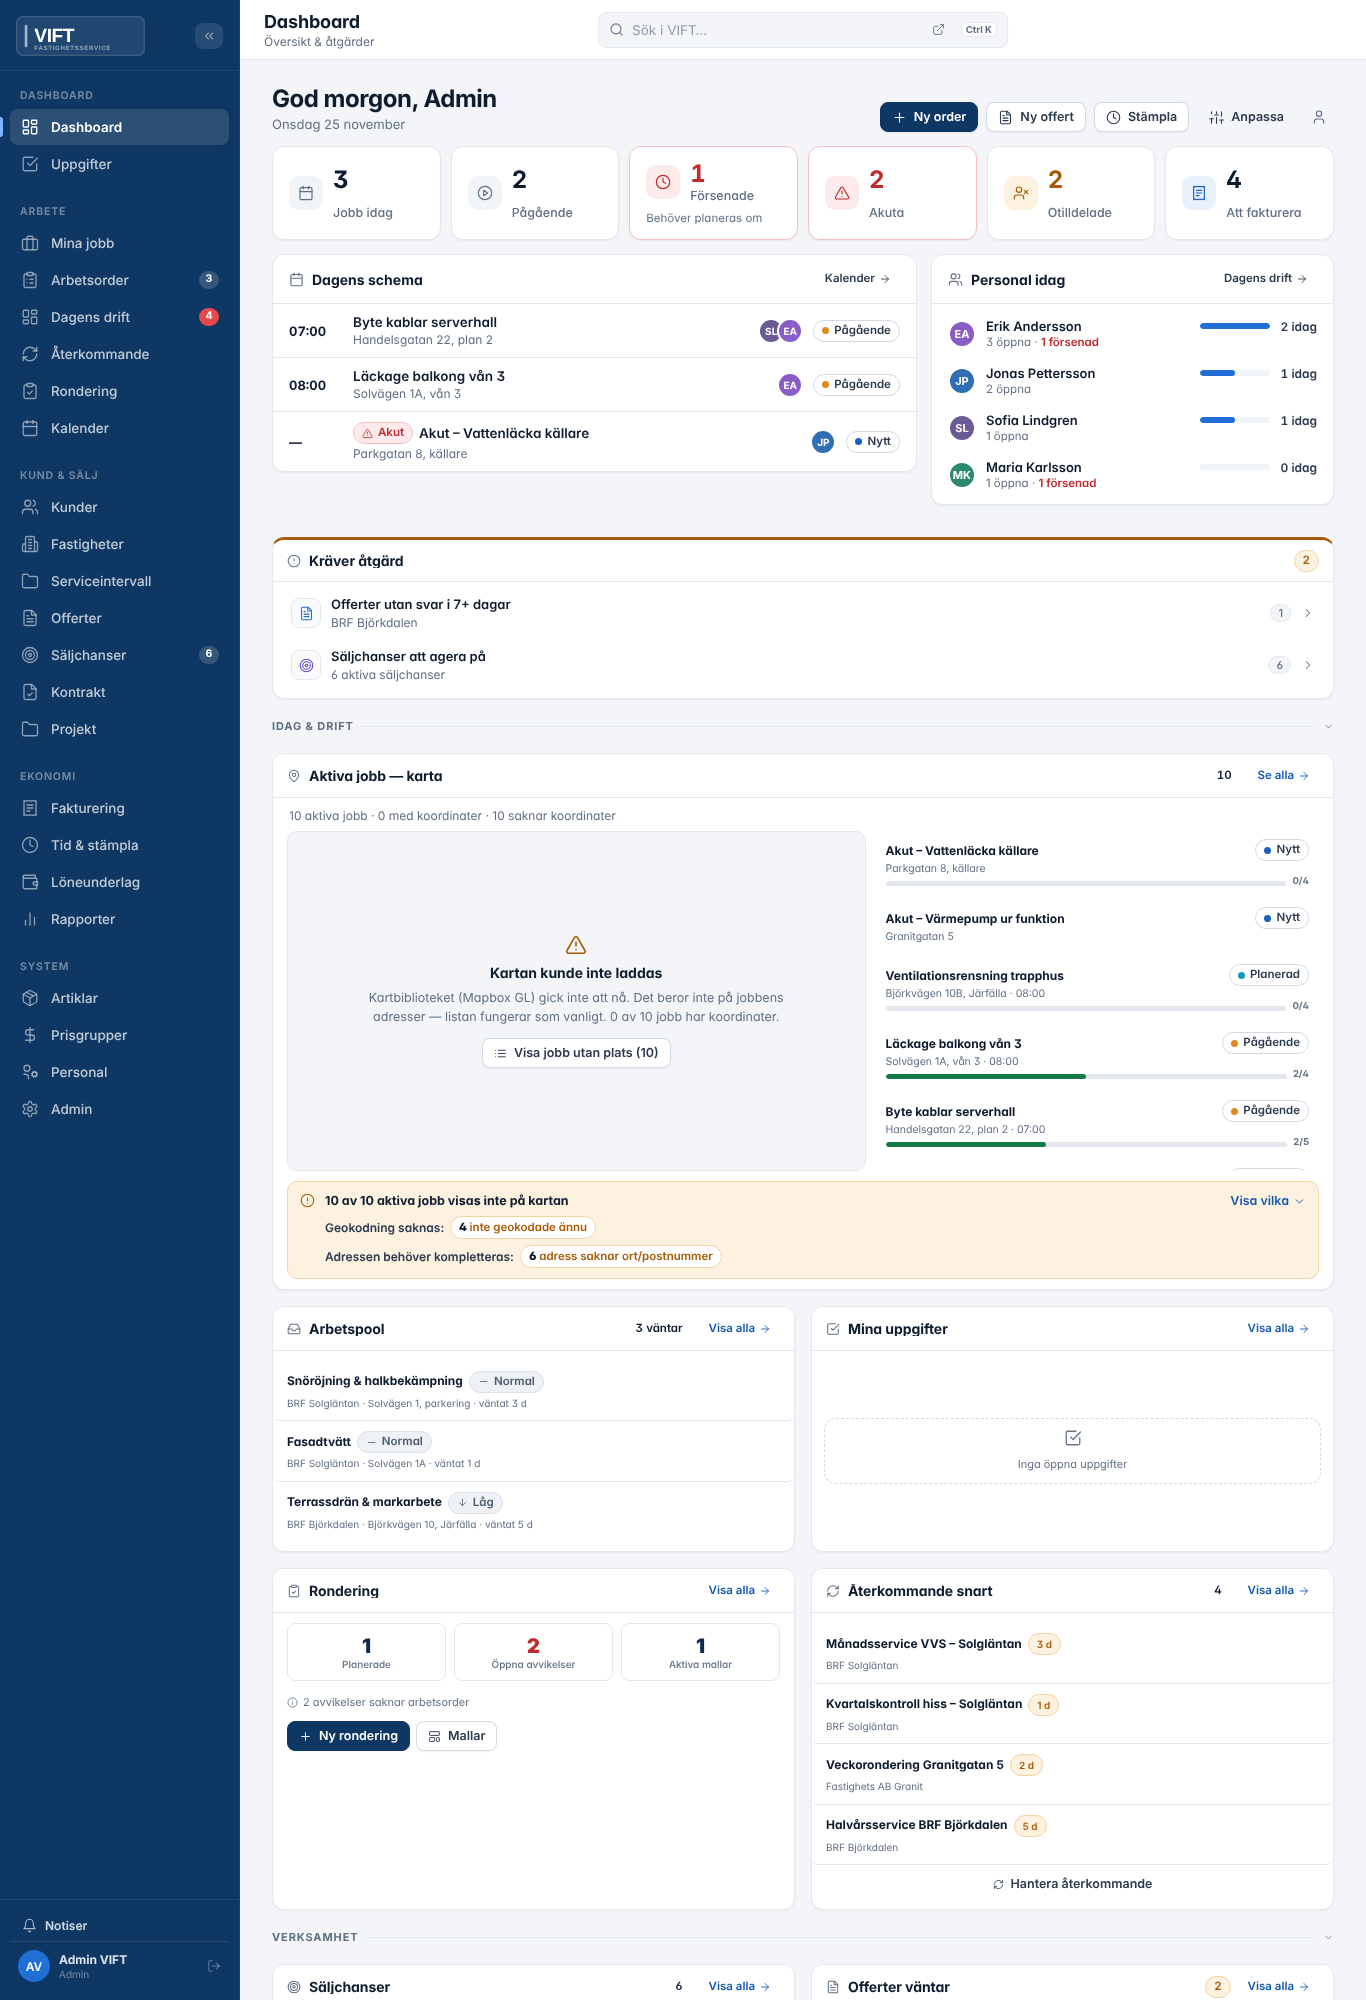 VIFT
FASTIGHETSSERVICE
DASHBOARD
Dashboard
Uppgifter
ARBETE
Mina jobb
Arbetsorder 3
Dagens drift 4
Återkommande
Rondering
Kalender
KUND & SÄLJ
Kunder
Fastigheter
Serviceintervall
Offerter
Säljchanser 6
Kontrakt
Projekt
EKONOMI
Fakturering
Tid & stämpla
Löneunderlag
Rapporter
SYSTEM
Artiklar
Prisgrupper
Personal
Admin
Notiser
AV Admin VIFT
Admin
Dashboard
Översikt & åtgärder
Sök i VIFT... Ctrl K
God morgon, Admin
Onsdag 25 november
Ny order Ny offert Stämpla Anpassa
3
Jobb idag
2
Pågående
1
Försenade
Behöver planeras om
2
Akuta
2
Otilldelade
4
Att fakturera
Dagens schema Kalender
07:00 Byte kablar serverhall SL EA Pågående
Handelsgatan 22, plan 2
08:00 Läckage balkong vån 3 EA Pågående
Solvägen 1A, vån 3
— Akut Akut – Vattenläcka källare JP Nytt
Parkgatan 8, källare
Personal idag Dagens drift
EA Erik Andersson 2 idag
3 öppna · 1 försenad
JP Jonas Pettersson 1 idag
2 öppna
SL Sofia Lindgren 1 idag
1 öppna
MK Maria Karlsson 0 idag
1 öppna · 1 försenad
Kräver åtgärd 2
Offerter utan svar i 7+ dagar 1
BRF Björkdalen
Säljchanser att agera på 6
6 aktiva säljchanser
IDAG & DRIFT
Aktiva jobb — karta 10 Se alla
10 aktiva jobb · 0 med koordinater · 10 saknar koordinater
Kartan kunde inte laddas
Kartbiblioteket (Mapbox GL) gick inte att nå. Det beror inte på jobbens
adresser — listan fungerar som vanligt. 0 av 10 jobb har koordinater.
Visa jobb utan plats (10)
Akut – Vattenläcka källare Nytt
Parkgatan 8, källare
0/4
Akut – Värmepump ur funktion Nytt
Granitgatan 5
Ventilationsrensning trapphus Planerad
Björkvägen 10B, Järfälla · 08:00
0/4
Läckage balkong vån 3 Pågående
Solvägen 1A, vån 3 · 08:00
2/4
Byte kablar serverhall Pågående
Handelsgatan 22, plan 2 · 07:00
2/5
10 av 10 aktiva jobb visas inte på kartan Visa vilka
Geokodning saknas: 4 inte geokodade ännu
Adressen behöver kompletteras: 6 adress saknar ort/postnummer
Arbetspool 3 väntar Visa alla
Snöröjning & halkbekämpning Normal
BRF Solgläntan · Solvägen 1, parkering · väntat 3 d
Fasadtvätt Normal
BRF Solgläntan · Solvägen 1A · väntat 1 d
Terrassdrän & markarbete Låg
BRF Björkdalen · Björkvägen 10, Järfälla · väntat 5 d
Mina uppgifter Visa alla
Inga öppna uppgifter
Rondering Visa alla
1
Planerade
2
Öppna avvikelser
1
Aktiva mallar
2 avvikelser saknar arbetsorder
Ny rondering Mallar
Återkommande snart 4 Visa alla
Månadsservice VVS – Solgläntan 3 d
BRF Solgläntan
Kvartalskontroll hiss – Solgläntan 1 d
BRF Solgläntan
Veckorondering Granitgatan 5 2 d
Fastighets AB Granit
Halvårsservice BRF Björkdalen 5 d
BRF Björkdalen
Hantera återkommande
VERKSAMHET
Säljchanser 6 Visa alla
Offerter väntar 2 Visa alla